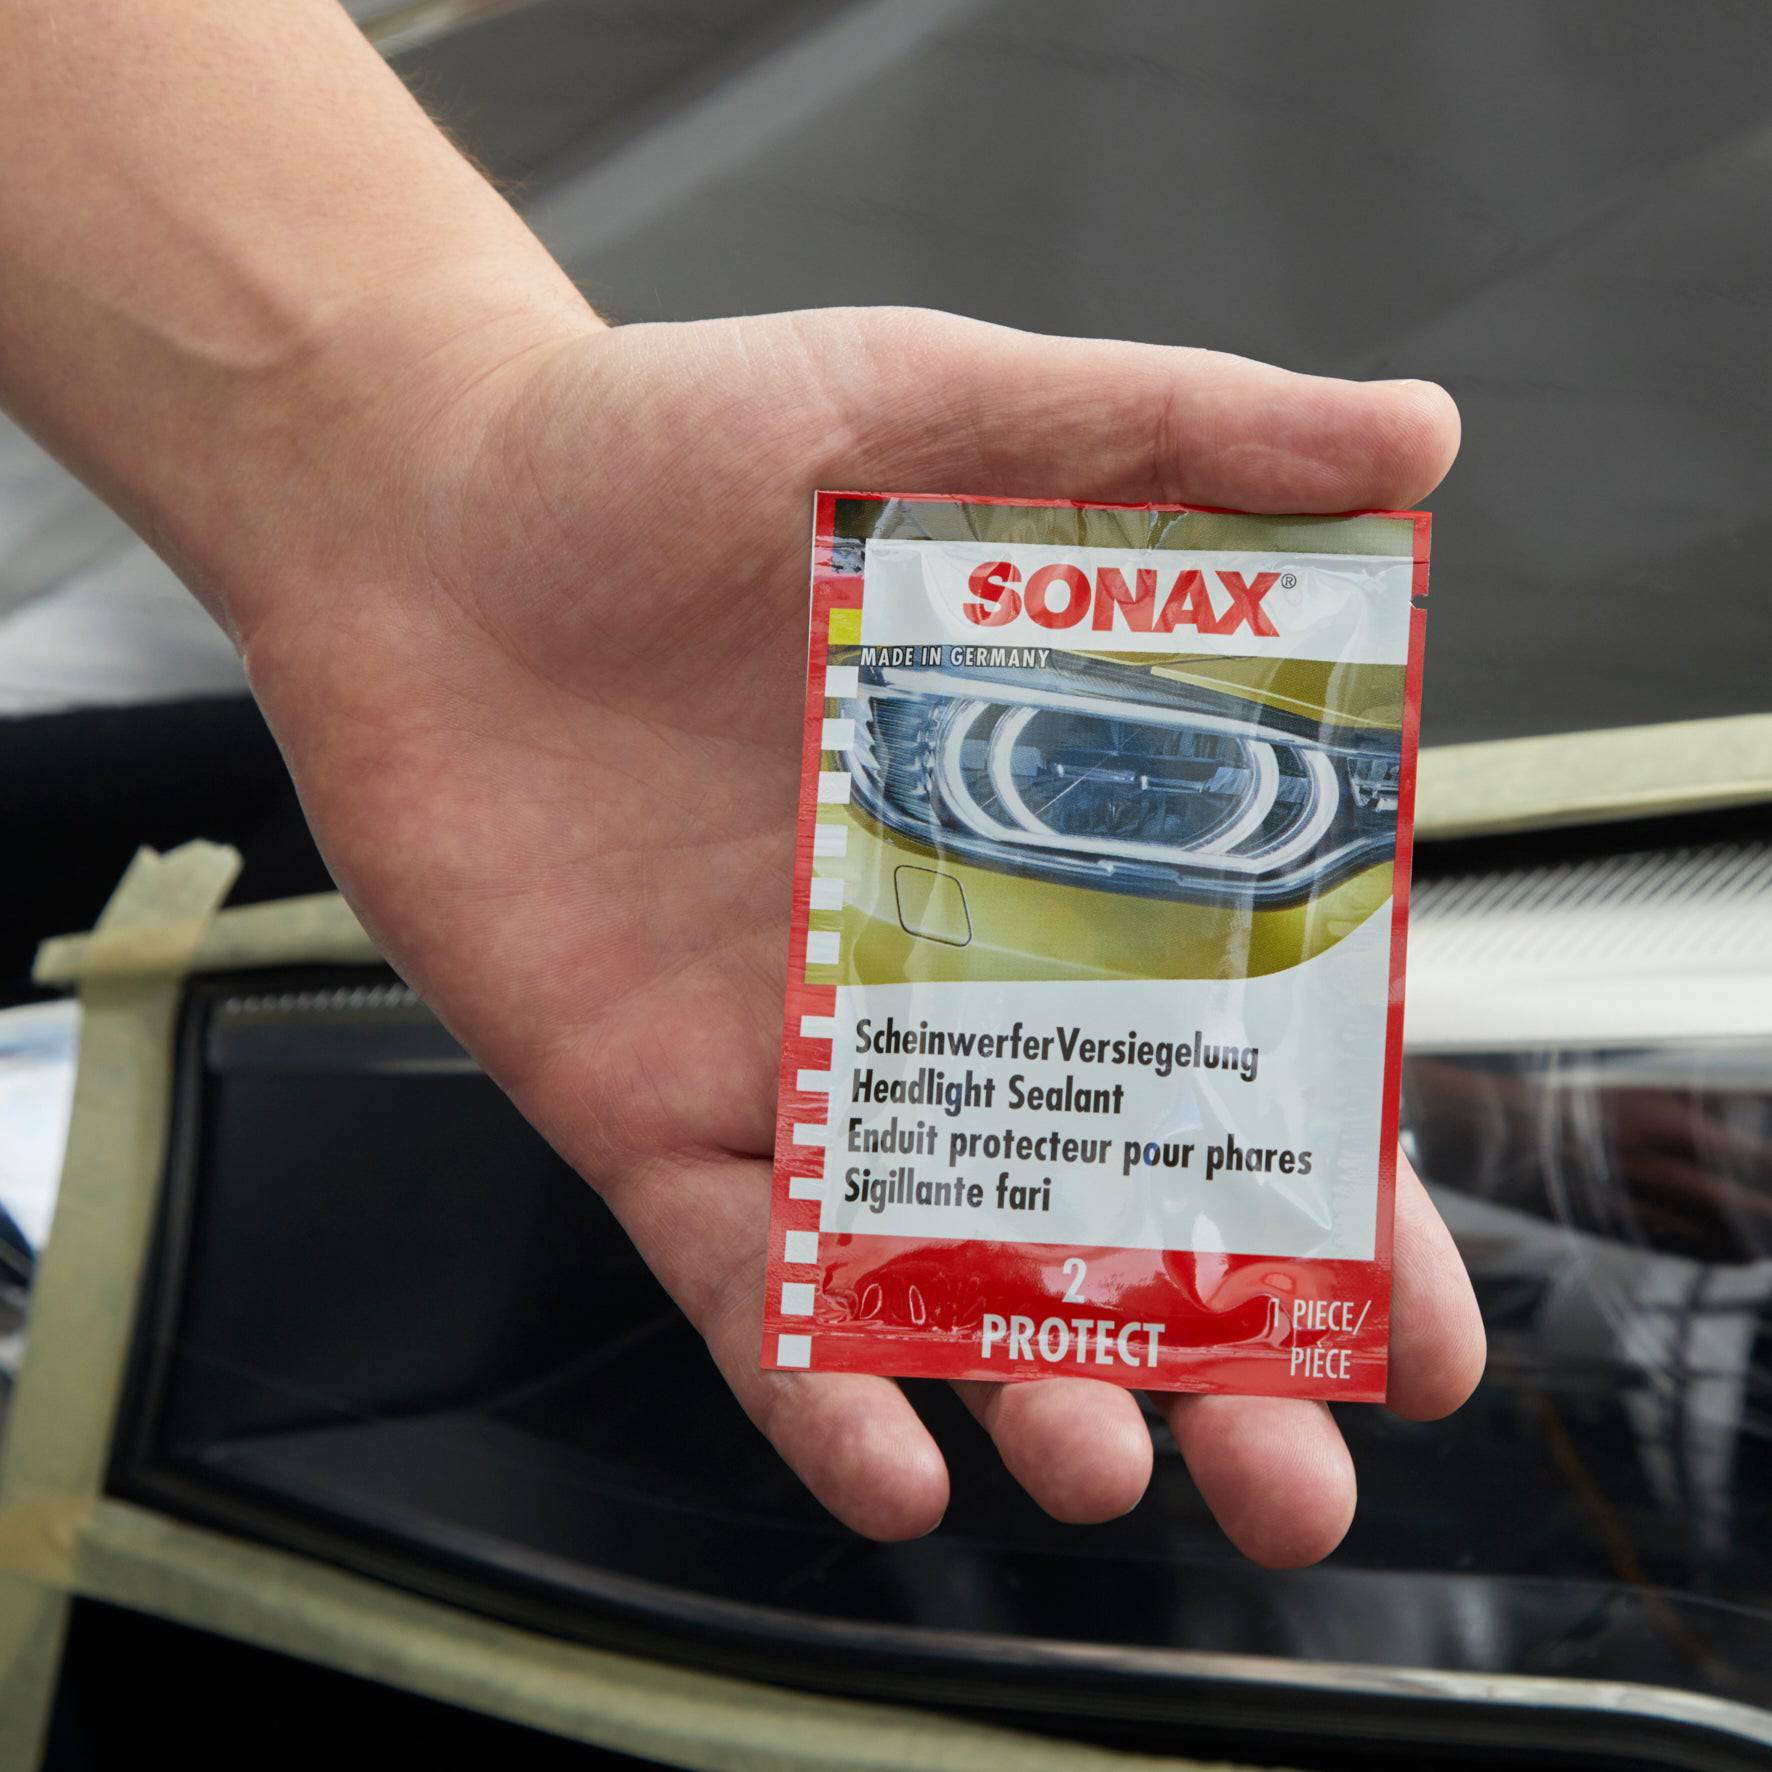 SONAX®
MADE IN GERMANY
ScheinwerferVersiegelung
Headlight Sealant
Enduit protecteur pour phares
Sigillante fari
2
PROTECT
1 PIECE/
PIÈCE